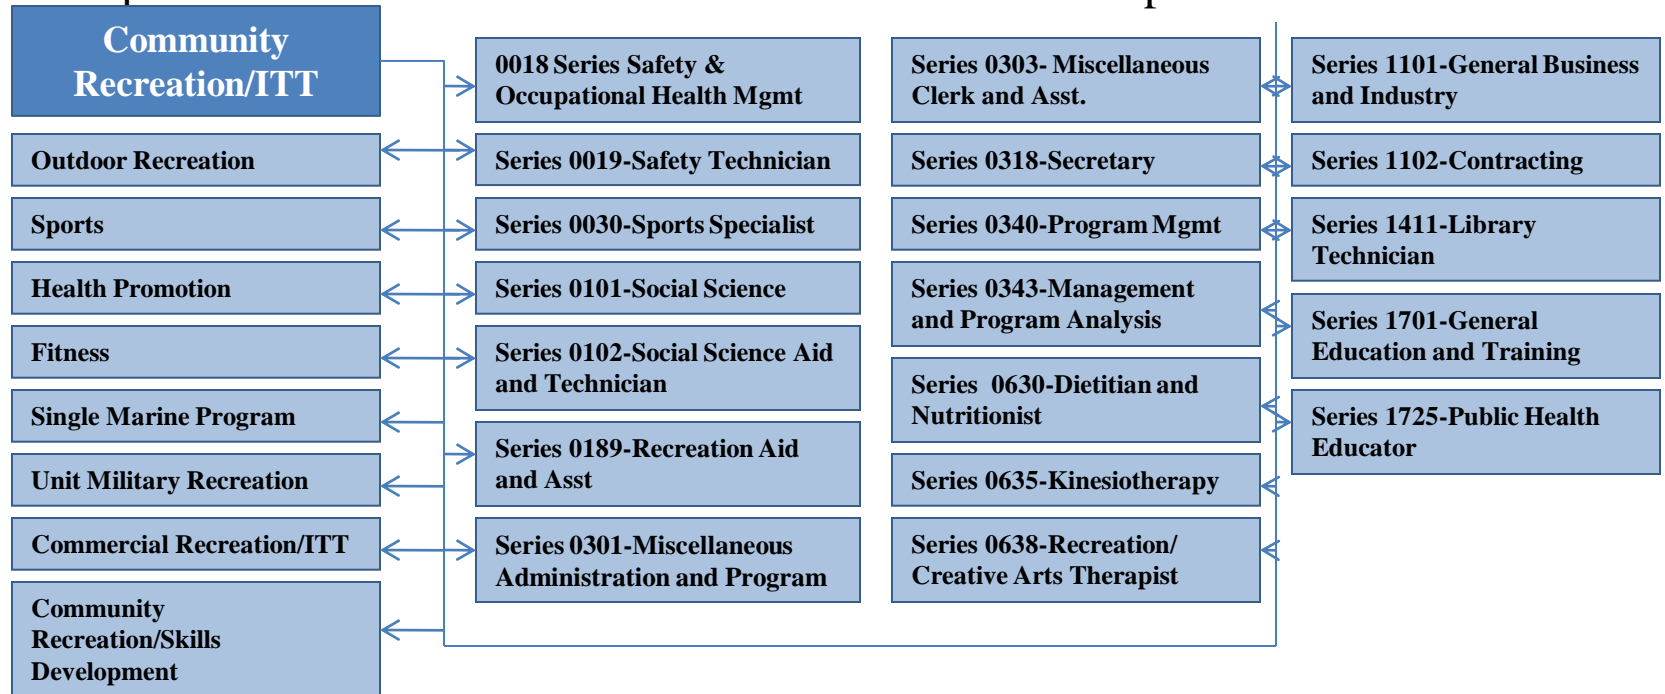 Community
Recreation/ITT
Outdoor Recreation
Sports
Health Promotion
Fitness
Single Marine Program
Unit Military Recreation
Commercial Recreation/ITT
Community
Recreation/Skills
Development
0018 Series Safety &
Occupational Health Mgmt
Series 0019-Safety Technician
Series 0030-Sports Specialist
Series 0101-Social Science
Series 0102-Social Science Aid
and Technician
Series 0189-Recreation Aid
and Asst
Series 0301-Miscellaneous
Administration and Program
Series 0303- Miscellaneous
Clerk and Asst.
Series 0318-Secretary
Series 0340-Program Mgmt
Series 0343-Management
and Program Analysis
Series  0630-Dietitian and
Nutritionist
Series 0635-Kinesiotherapy
Series 0638-Recreation/
Creative Arts Therapist
Series 1101-General Business
and Industry
Series 1102-Contracting
Series 1411-Library
Technician
Series 1701-General
Education and Training
Series 1725-Public Health
Educator